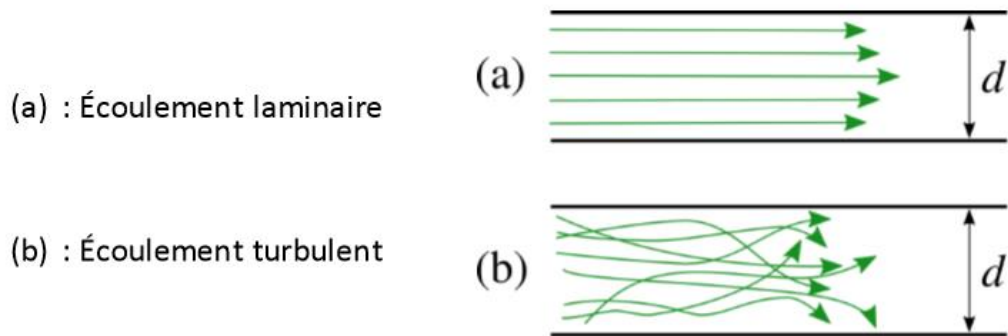 (a) : Écoulement laminaire
(a)
d
(b) : Écoulement turbulent
(b)
d